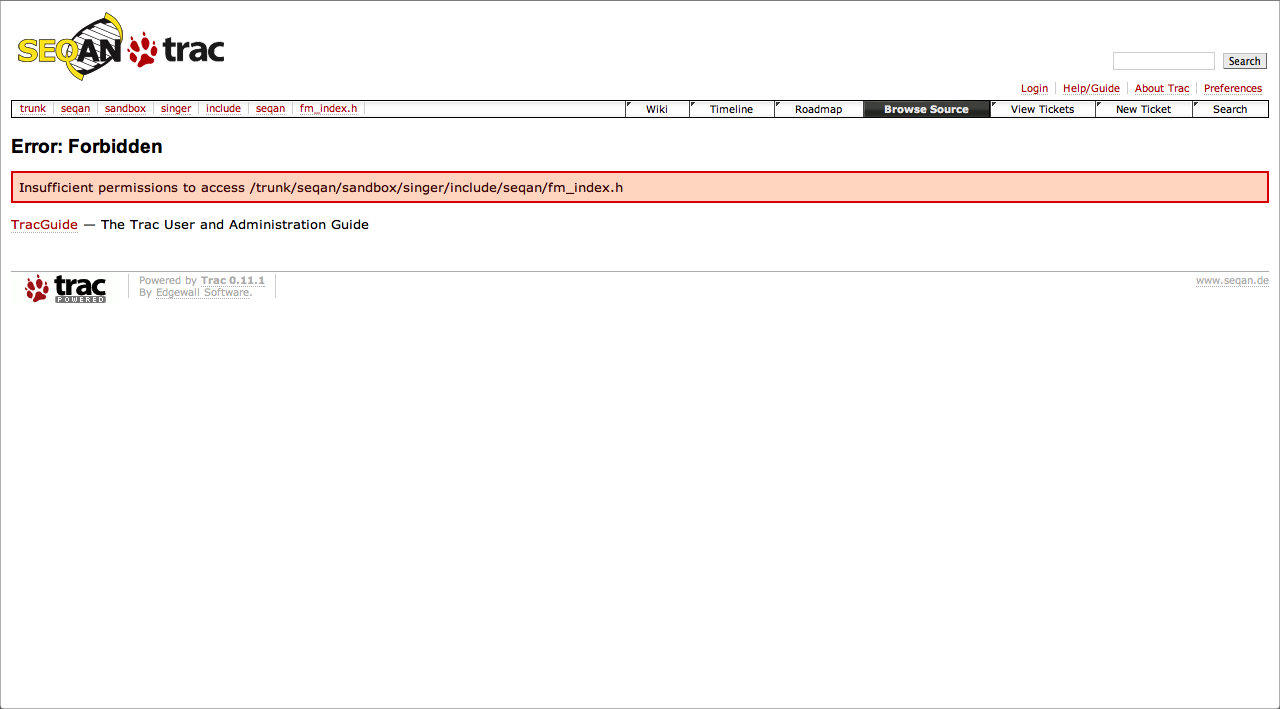 SEQAN trac
Search
Login Help/Guide About Trac Preferences
trunk seqan sandbox singer include seqan fm_index.h Wiki Timeline Roadmap Browse Source View Tickets New Ticket Search
Error: Forbidden
Insufficient permissions to access /trunk/seqan/sandbox/singer/include/seqan/fm_index.h
TracGuide — The Trac User and Administration Guide
trac
POWERED
Powered by Trac 0.11.1
By Edgewall Software.
www.seqan.de